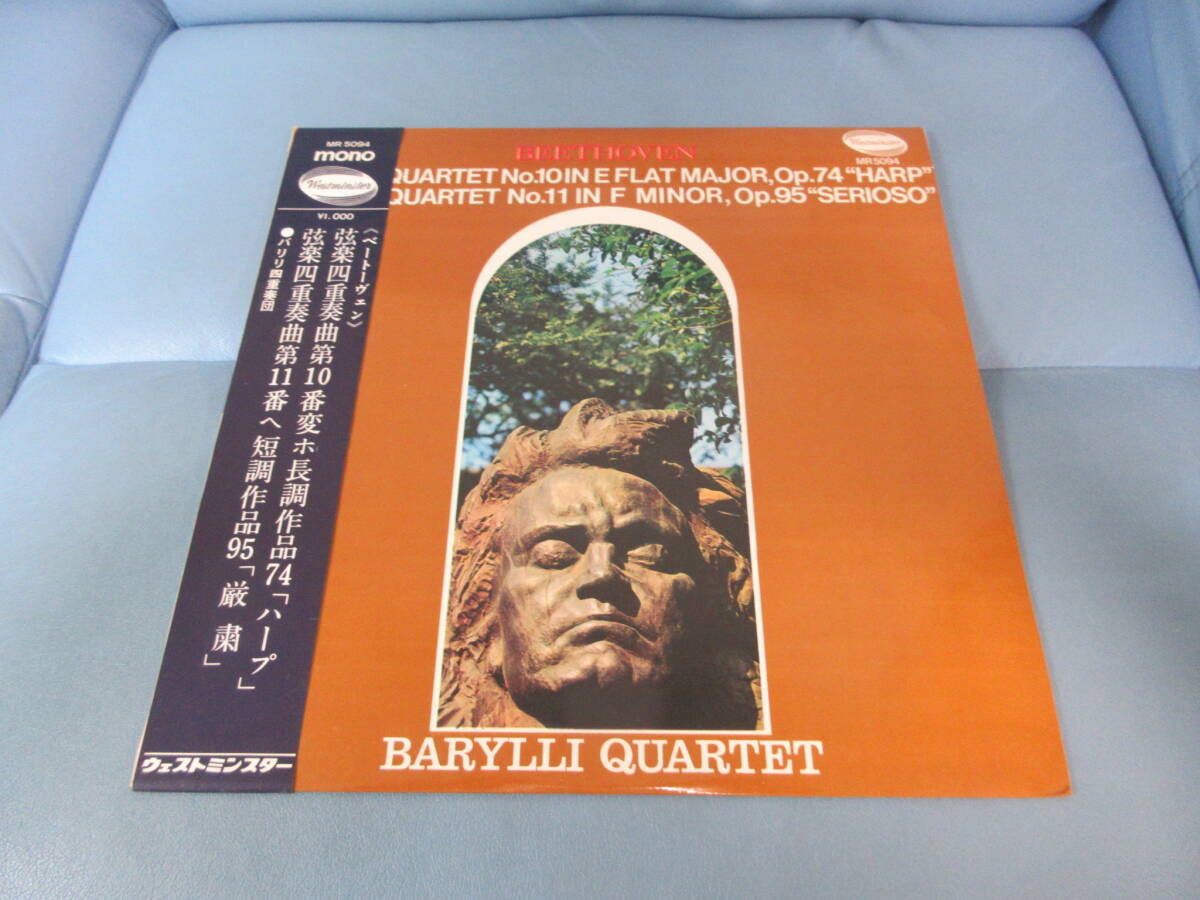 MR 5094
mono
Westminster
¥1,000
《ベートーヴェン》
弦楽四重奏曲第10番変ホ長調作品74「ハープ」
弦楽四重奏曲第11番ヘ短調作品95「厳粛」
●バリリ四重奏団
ウェストミンスター
BEETHOVEN
QUARTET No.10 IN E FLAT MAJOR, Op.74 “HARP”
QUARTET No.11 IN F MINOR, Op.95 “SERIOSO”
Westminster
MR 5094
BARYLLI QUARTET